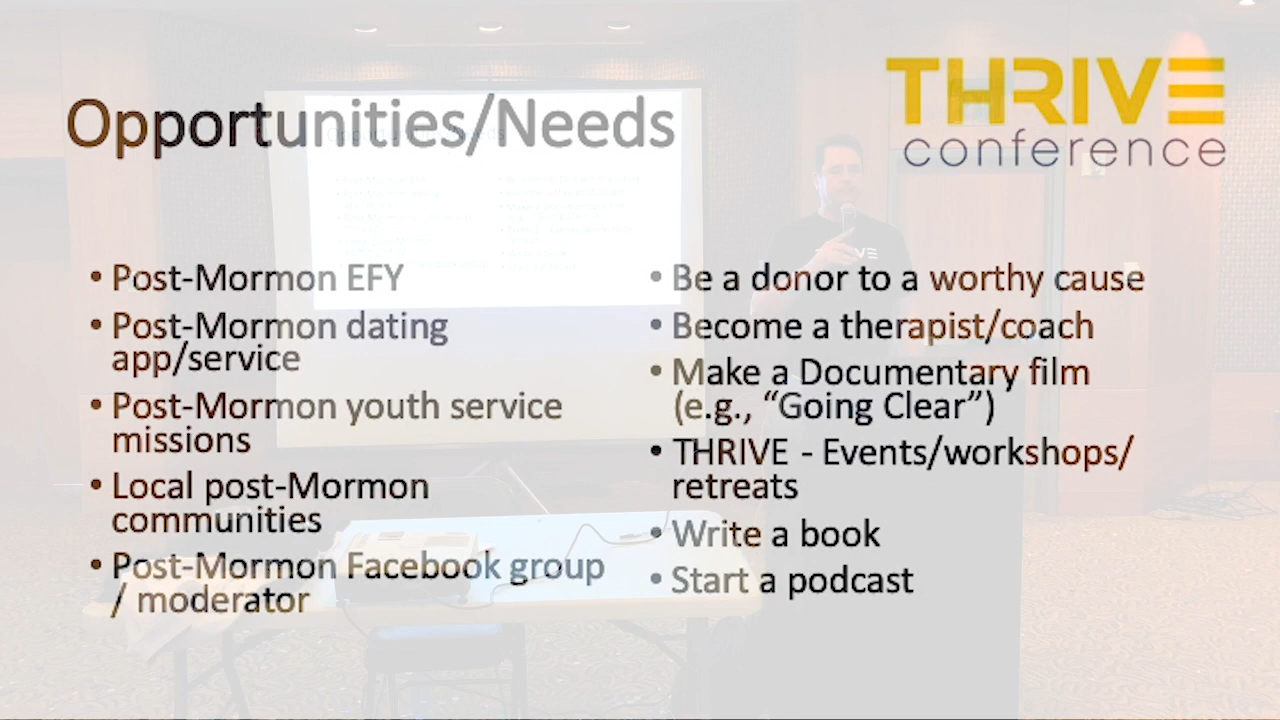 THRIVE
conference
Opportunities/Needs
• Post-Mormon EFY
• Post-Mormon dating
app/service
• Post-Mormon youth service
missions
• Local post-Mormon
communities
• Post-Mormon Facebook group
/ moderator
• Be a donor to a worthy cause
• Become a therapist/coach
• Make a Documentary film
(e.g., “Going Clear”)
• THRIVE - Events/workshops/
retreats
• Write a book
• Start a podcast